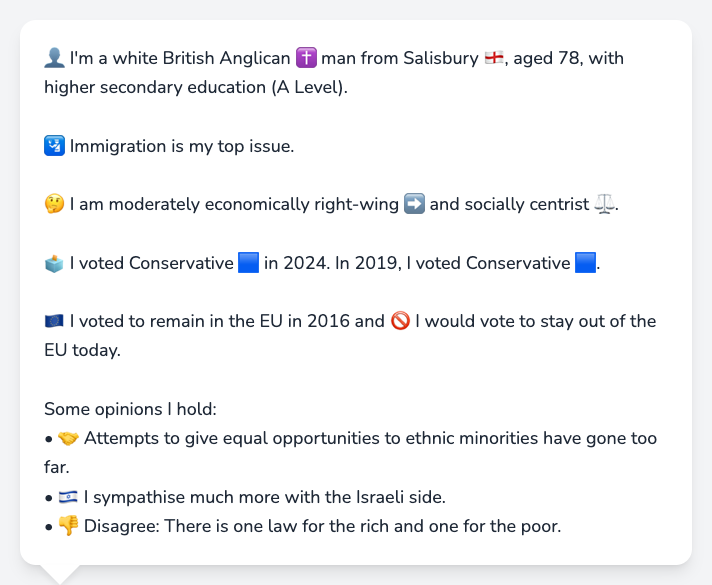 👤 I'm a white British Anglican ✝️ man from Salisbury 🏴󠁧󠁢󠁥󠁮󠁧󠁿, aged 78, with
higher secondary education (A Level).
🛂 Immigration is my top issue.
🤔 I am moderately economically right-wing ➡️ and socially centrist ⚖️.
🗳️ I voted Conservative 🟦 in 2024. In 2019, I voted Conservative 🟦.
🇪🇺 I voted to remain in the EU in 2016 and 🚫 I would vote to stay out of the
EU today.
Some opinions I hold:
• 🤝 Attempts to give equal opportunities to ethnic minorities have gone too
far.
• 🇮🇱 I sympathise much more with the Israeli side.
• 👎 Disagree: There is one law for the rich and one for the poor.